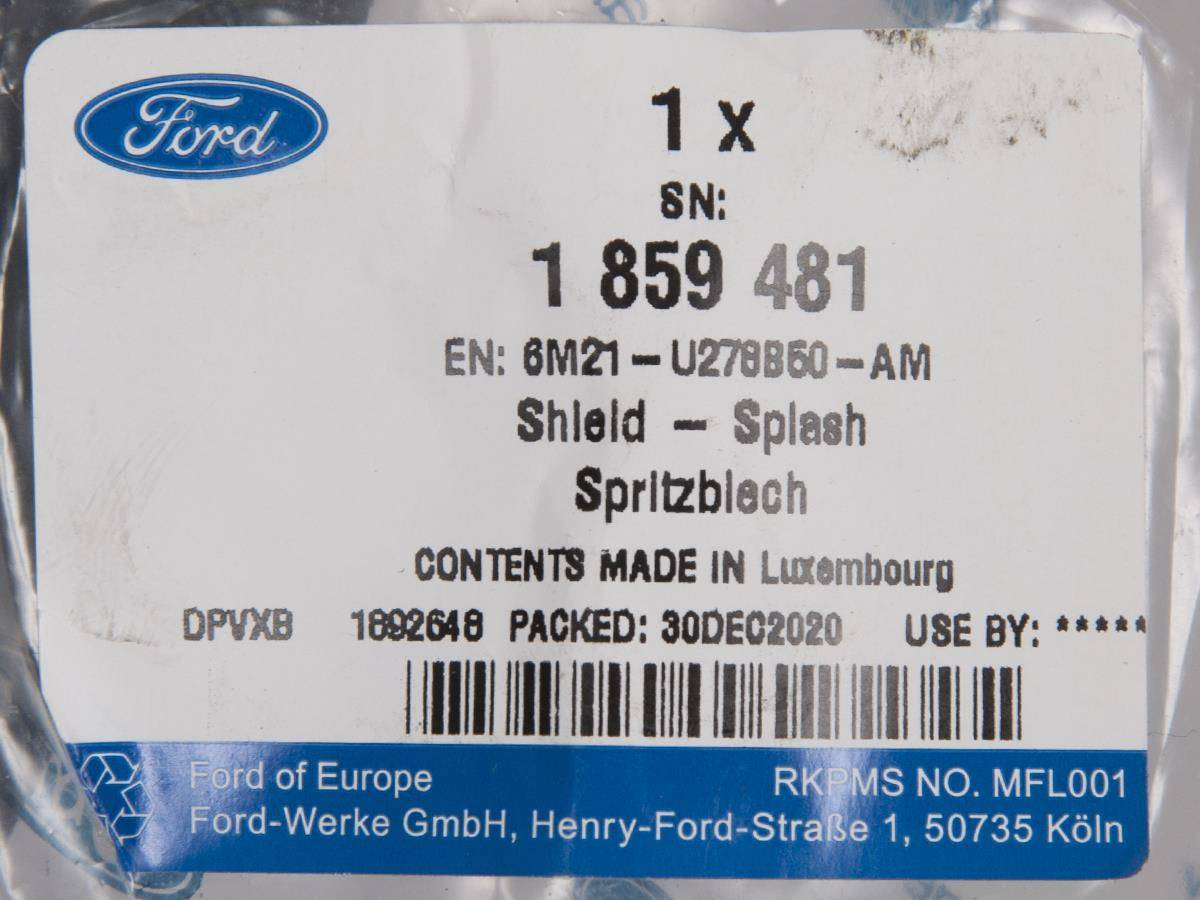 Ford
1 x
SN:
1 859 481
EN: 6M21-U278B50-AM
Shield - Splash
Spritzblech
CONTENTS MADE IN Luxembourg
DPVXB 1892648 PACKED: 30DEC2020 USE BY: *****
Ford of Europe RKPMS NO. MFL001
Ford-Werke GmbH, Henry-Ford-Straße 1, 50735 Köln